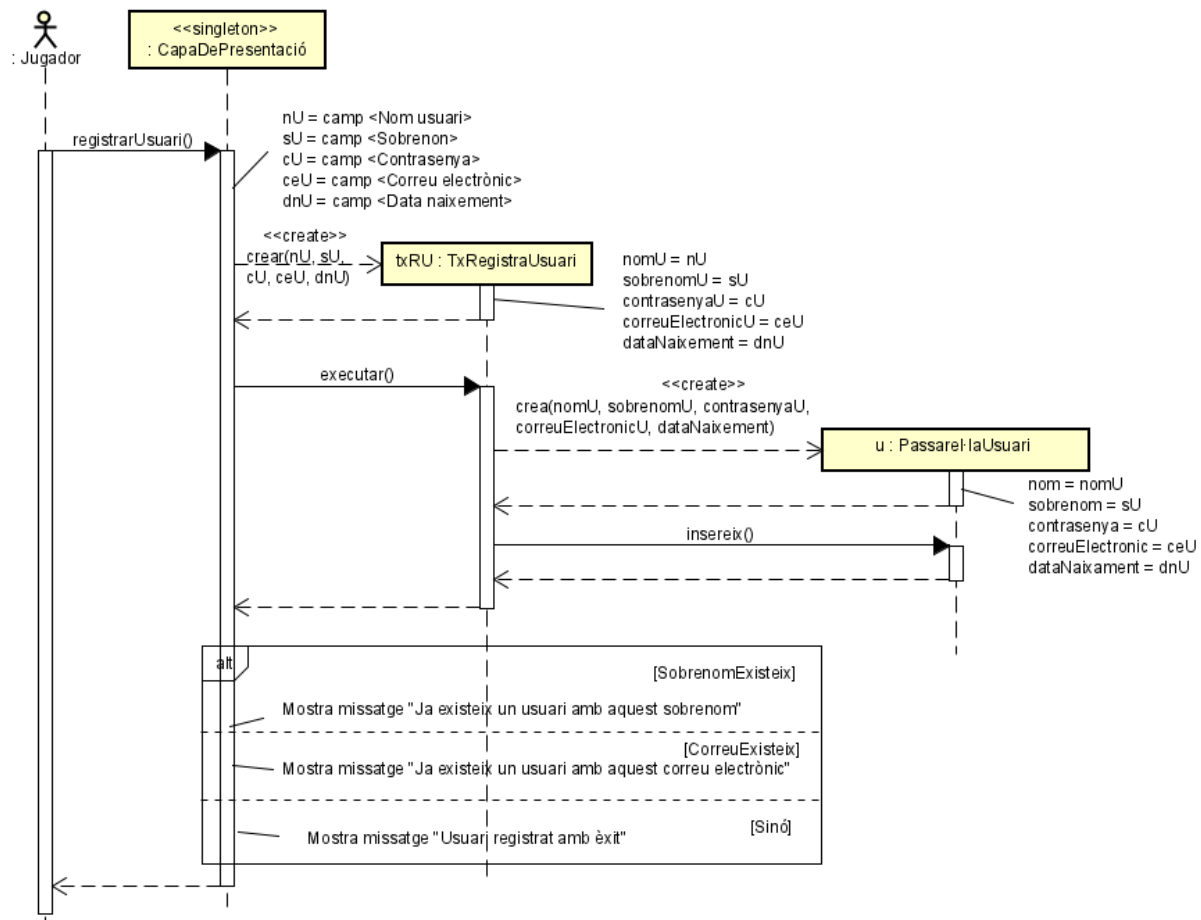 <<singleton>>
: CapaDePresentació
: Jugador
nU = camp <Nom usuari>
sU = camp <Sobrenon>
cU = camp <Contrasenya>
ceU = camp <Correu electrònic>
dnU = camp <Data naixement>
registrarUsuari()
<<create>>
crear(nU, sU,
cU, ceU, dnU)
txRU : TxRegistraUsuari
nomU = nU
sobrenomU = sU
contrasenyaU = cU
correuElectronicU = ceU
dataNaixement = dnU
executar()
<<create>>
crea(nomU, sobrenomU, contrasenyaU,
correuElectronicU, dataNaixement)
u : Passarel·laUsuari
nom = nomU
sobrenom = sU
contrasenya = cU
correuElectronic = ceU
dataNaixament = dnU
insereix()
alt
[SobrenomExisteix]
Mostra missatge "Ja existeix un usuari amb aquest sobrenom"
[CorreuExisteix]
Mostra missatge "Ja existeix un usuari amb aquest correu electrònic"
[Sinó]
Mostra missatge "Usuari registrat amb èxit"